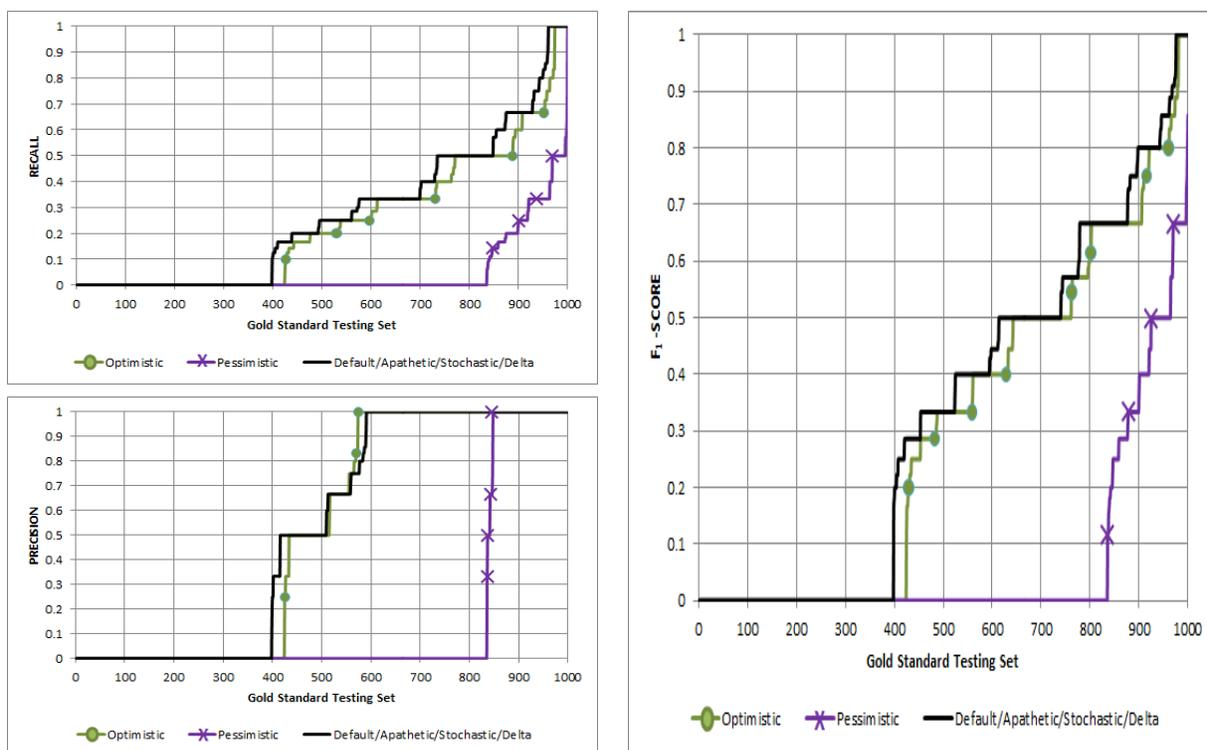 RECALL
1
0.9
0.8
0.7
0.6
0.5
0.4
0.3
0.2
0.1
0
0 100 200 300 400 500 600 700 800 900 1000
Gold Standard Testing Set
Optimistic Pessimistic Default/Apathetic/Stochastic/Delta
PRECISION
1
0.9
0.8
0.7
0.6
0.5
0.4
0.3
0.2
0.1
0
0 100 200 300 400 500 600 700 800 900 1000
Gold Standard Testing Set
Optimistic Pessimistic Default/Apathetic/Stochastic/Delta
F₁ -SCORE
1
0.9
0.8
0.7
0.6
0.5
0.4
0.3
0.2
0.1
0
0 100 200 300 400 500 600 700 800 900 1000
Gold Standard Testing Set
Optimistic Pessimistic Default/Apathetic/Stochastic/Delta